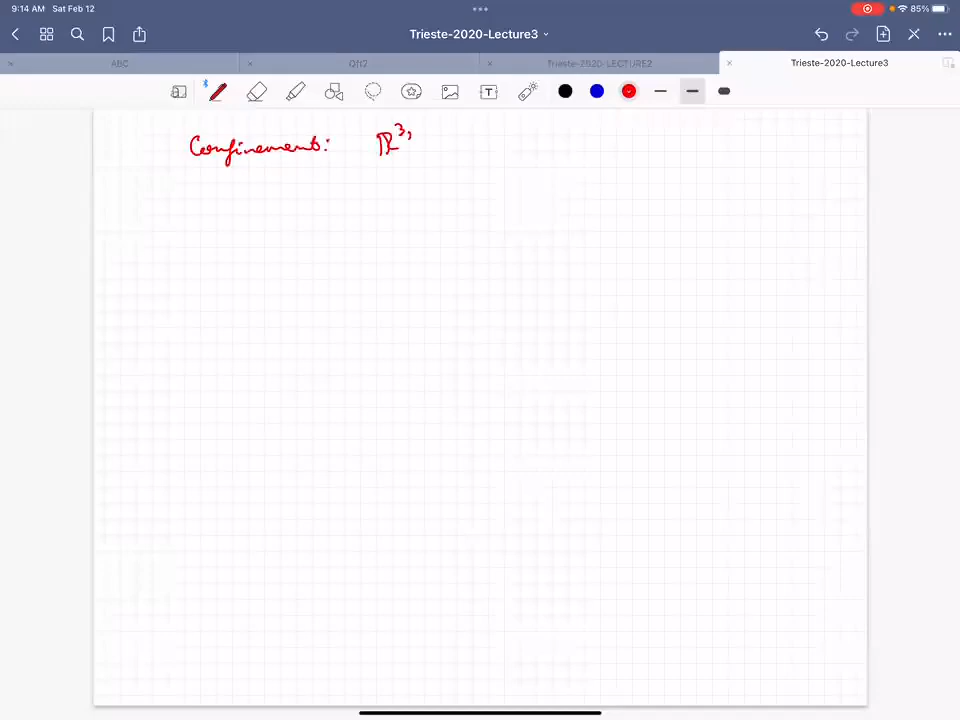 9:14 AM Sat Feb 12
85%
Trieste-2020-Lecture3
ABC
Qft2
Trieste-2020-LECTURE2
Trieste-2020-Lecture3
Confinement: ℝ³,